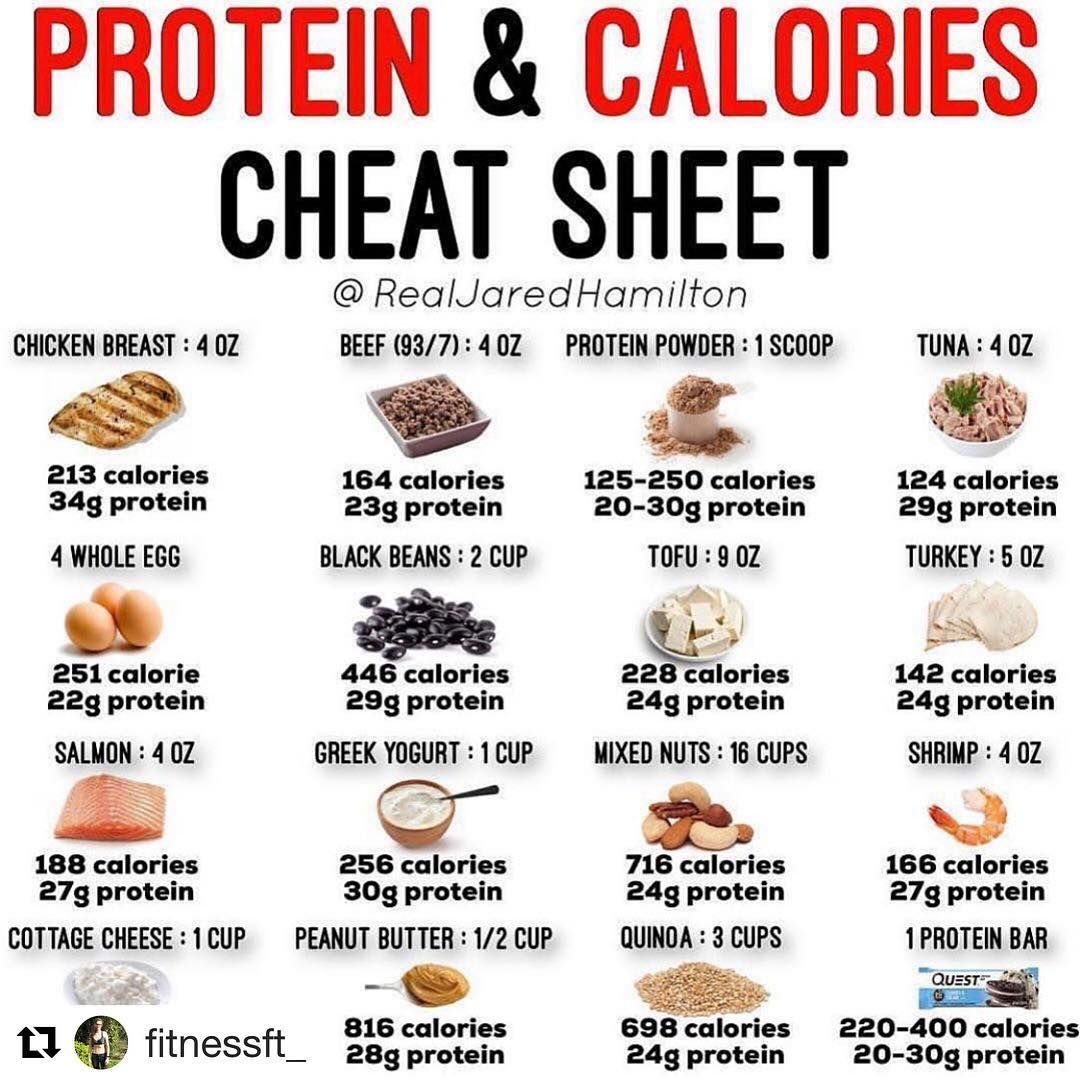 PROTEIN & CALORIES
CHEAT SHEET
@RealJaredHamilton
CHICKEN BREAST : 4 OZ
213 calories
34g protein
BEEF (93/7) : 4 OZ
164 calories
23g protein
PROTEIN POWDER : 1 SCOOP
125-250 calories
20-30g protein
TUNA : 4 OZ
124 calories
29g protein
4 WHOLE EGG
251 calorie
22g protein
BLACK BEANS : 2 CUP
446 calories
29g protein
TOFU : 9 OZ
228 calories
24g protein
TURKEY : 5 OZ
142 calories
24g protein
SALMON : 4 OZ
188 calories
27g protein
GREEK YOGURT : 1 CUP
256 calories
30g protein
MIXED NUTS : 16 CUPS
716 calories
24g protein
SHRIMP : 4 OZ
166 calories
27g protein
COTTAGE CHEESE : 1 CUP
PEANUT BUTTER : 1/2 CUP
816 calories
28g protein
QUINOA : 3 CUPS
698 calories
24g protein
1 PROTEIN BAR
QUEST
220-400 calories
20-30g protein
fitnessft_